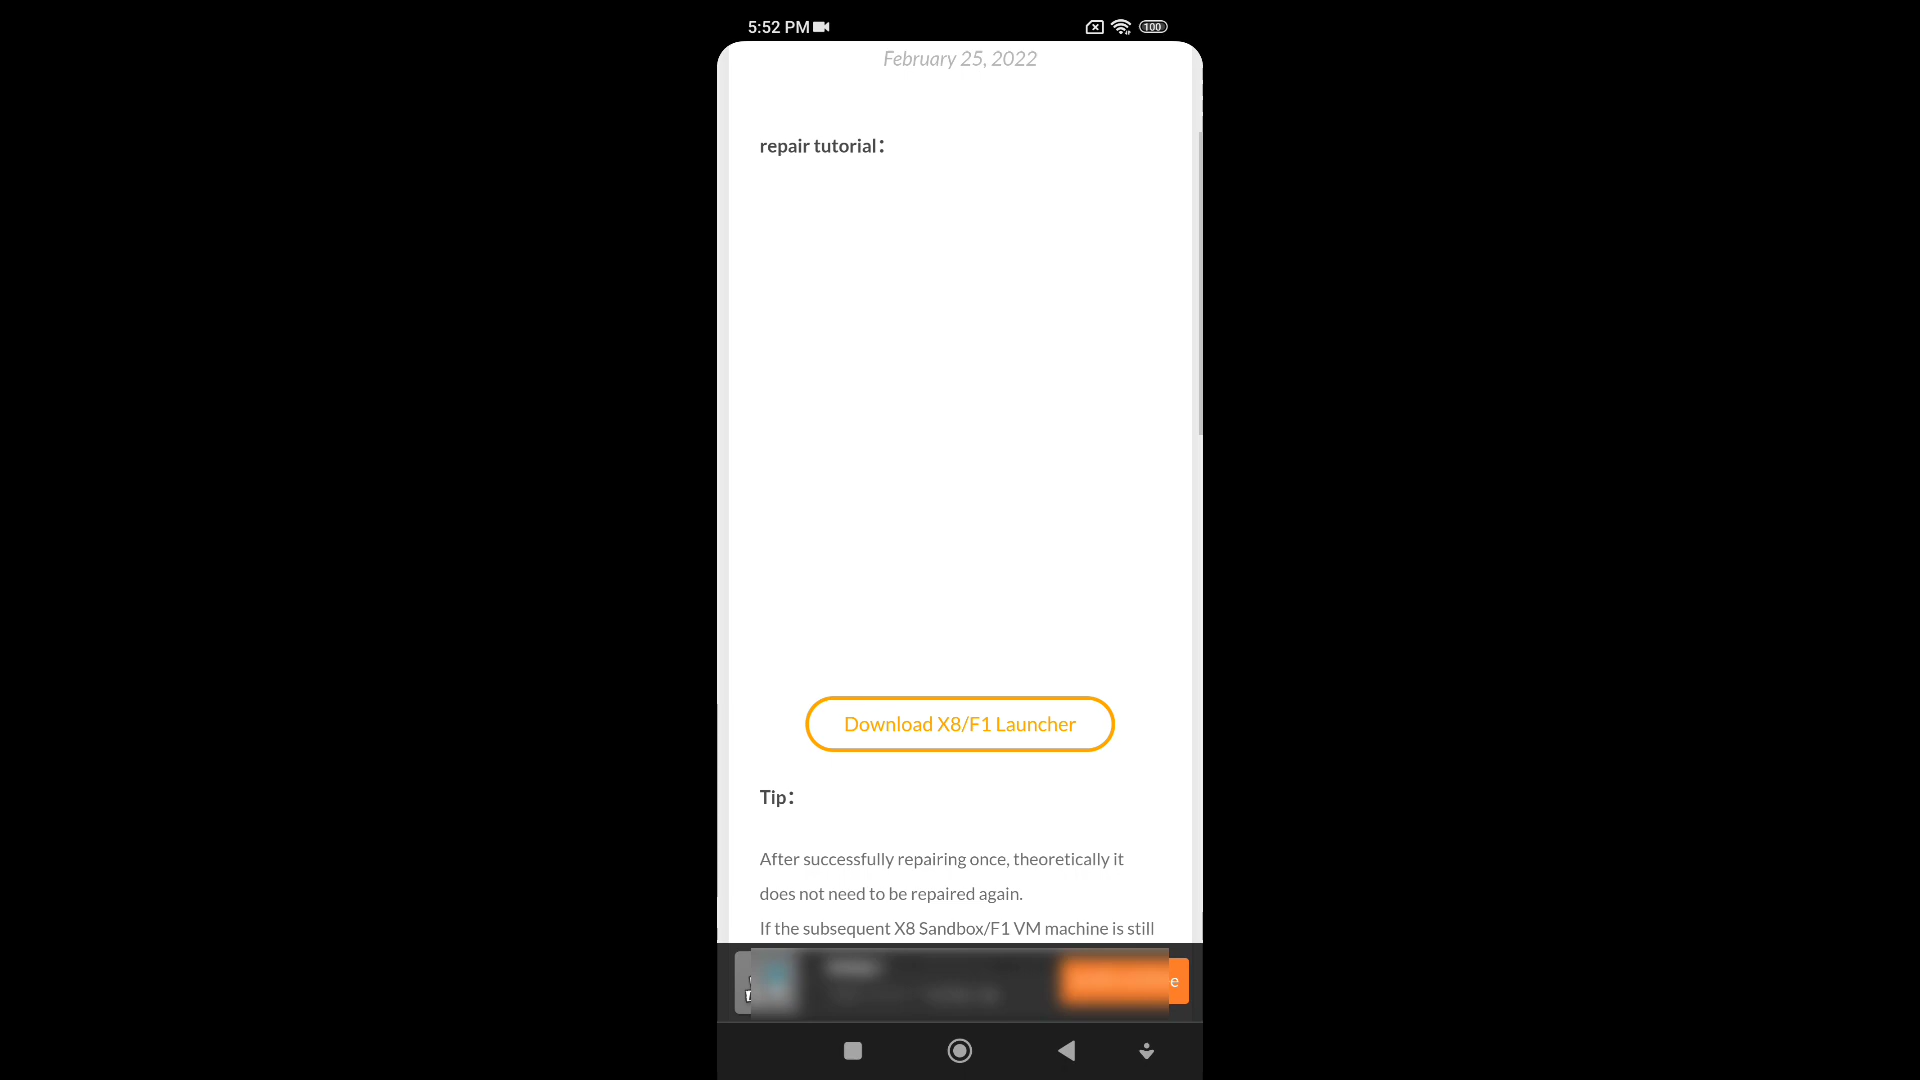 5:52 PM
100
February 25, 2022
repair tutorial：
Download X8/F1 Launcher
Tip：
After successfully repairing once, theoretically it
does not need to be repaired again.
If the subsequent X8 Sandbox/F1 VM machine is still